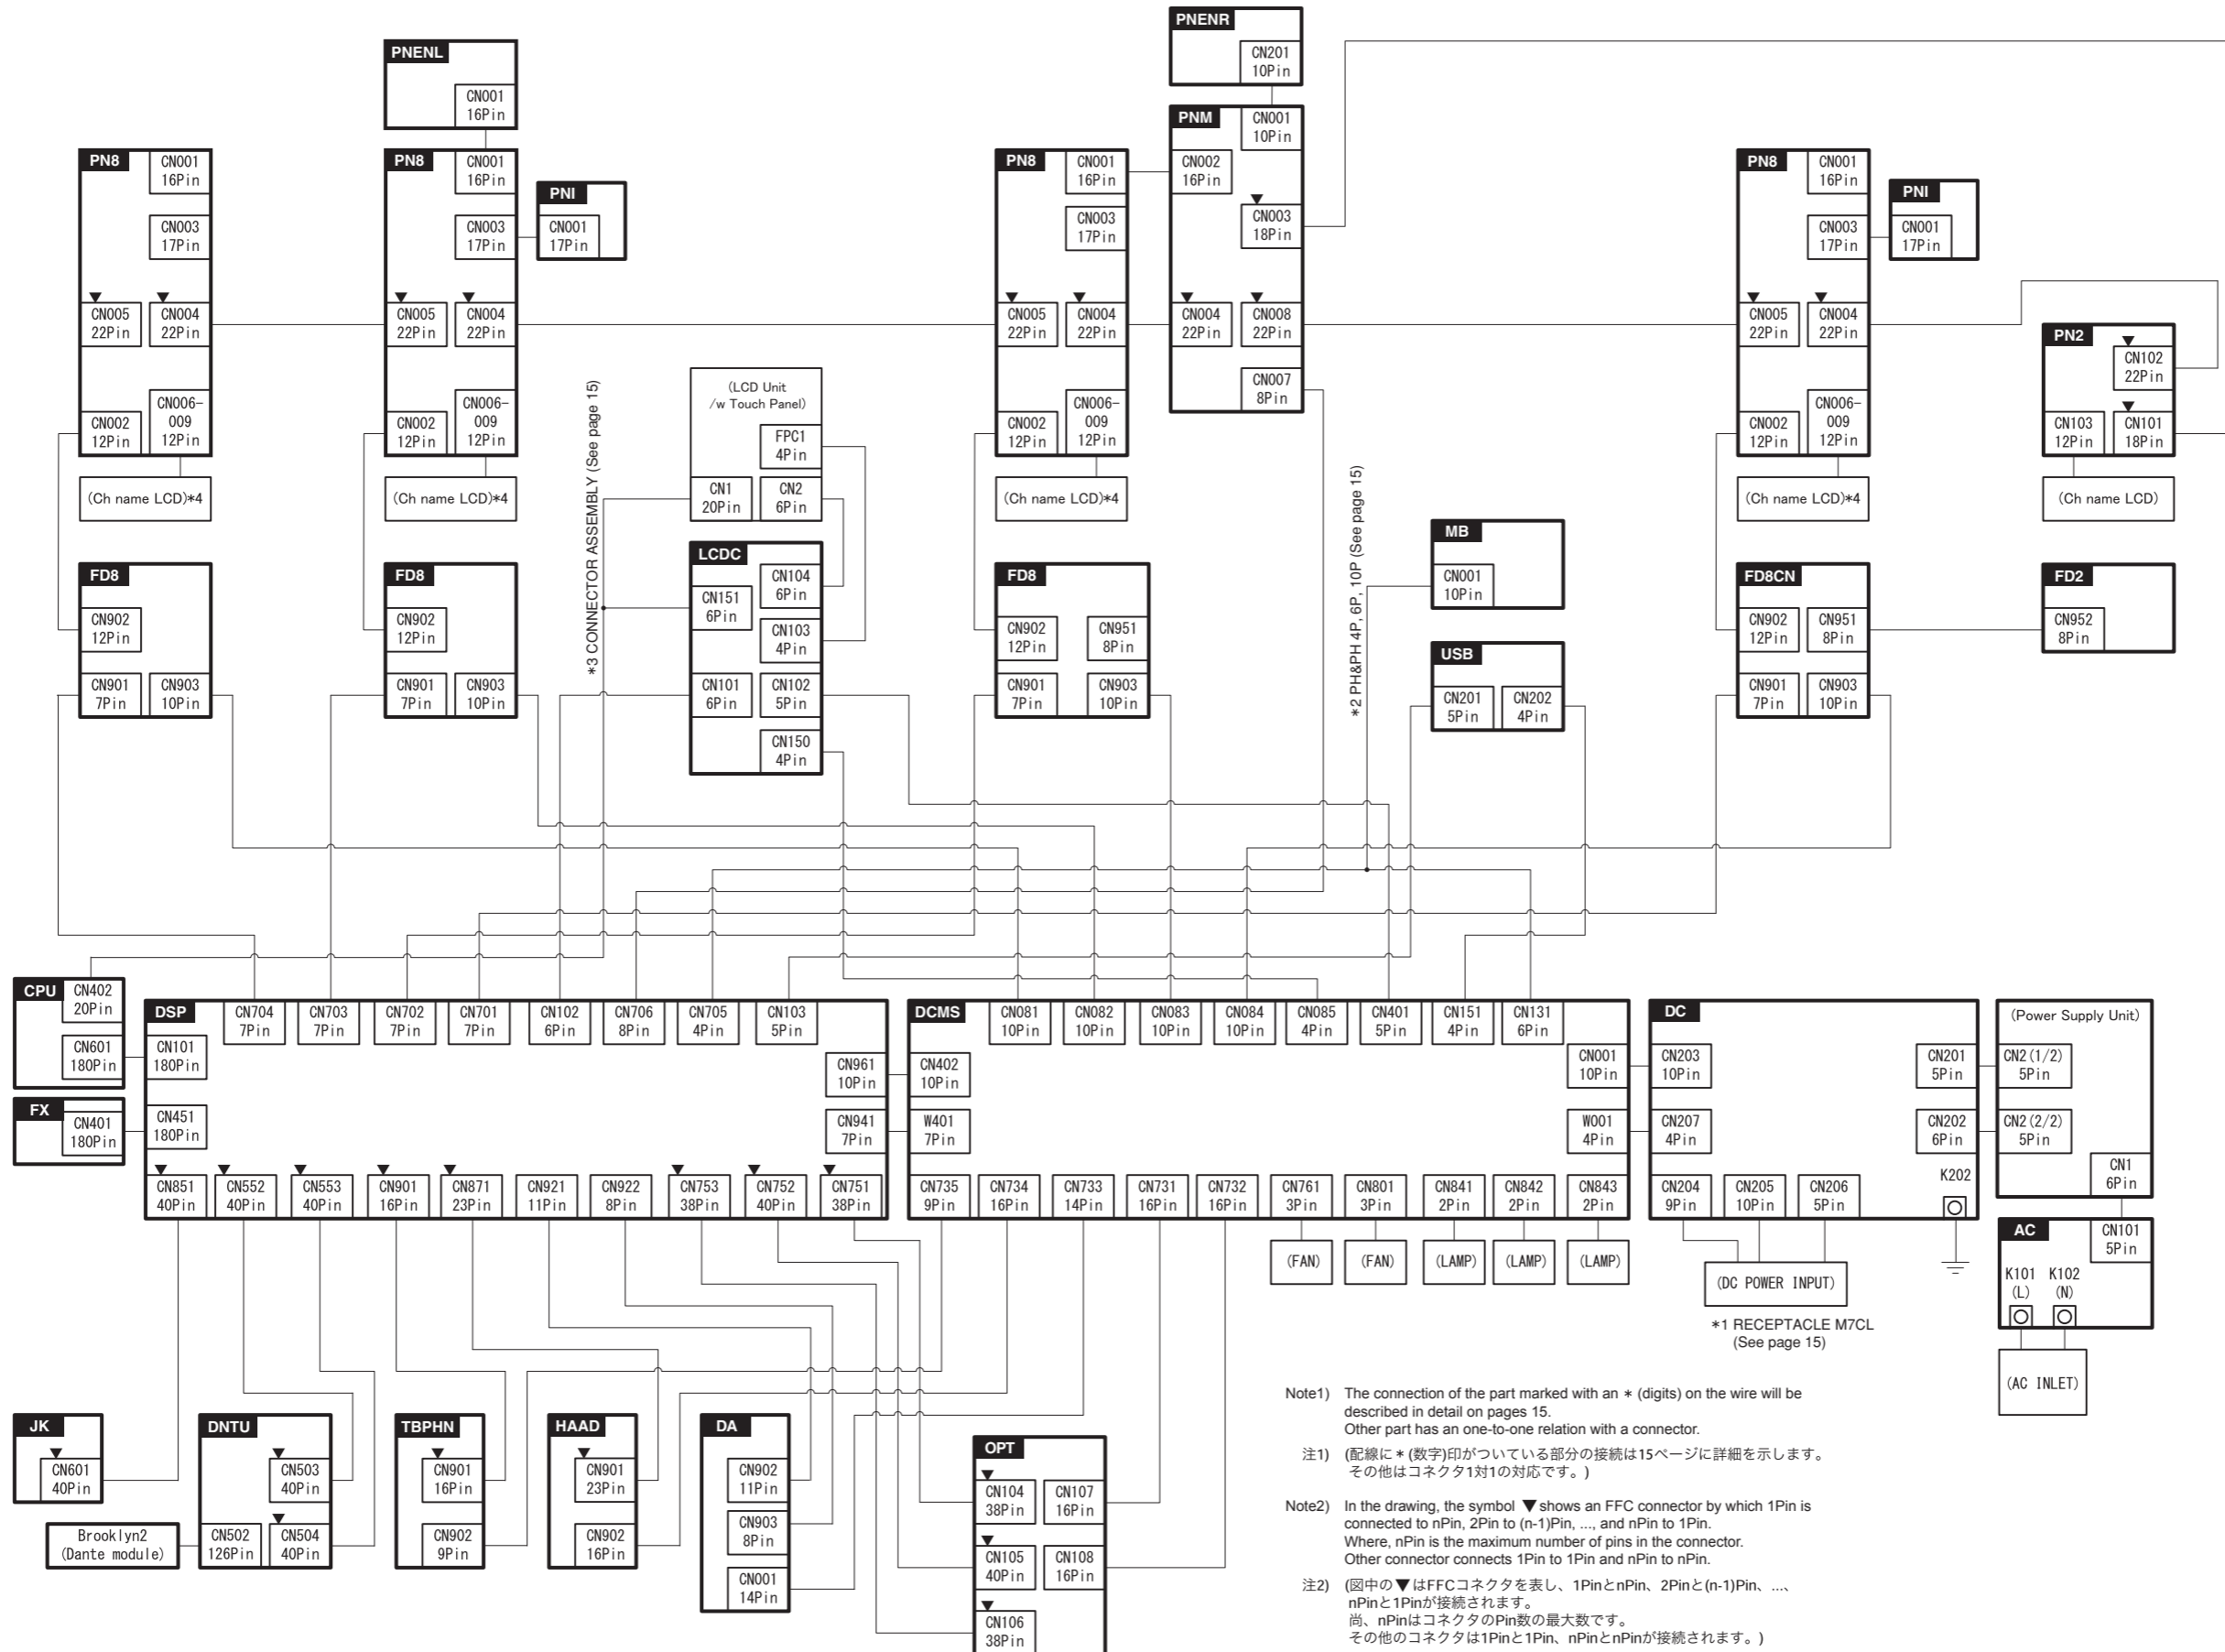 PNENR
CN201
10Pin
PNENL
CN001
16Pin
PNM
CN001
10Pin
CN002
16Pin
CN003
18Pin
CN004
22Pin
CN008
22Pin
CN007
8Pin
PN8
CN001
16Pin
CN003
17Pin
CN005
22Pin
CN004
22Pin
CN002
12Pin
CN006-
009
12Pin
(Ch name LCD)*4
PN8
CN001
16Pin
CN003
17Pin
CN005
22Pin
CN004
22Pin
CN002
12Pin
CN006-
009
12Pin
(Ch name LCD)*4
PNI
CN001
17Pin
PN8
CN001
16Pin
CN003
17Pin
CN005
22Pin
CN004
22Pin
CN002
12Pin
CN006-
009
12Pin
(Ch name LCD)*4
PN8
CN001
16Pin
CN003
17Pin
CN005
22Pin
CN004
22Pin
CN002
12Pin
CN006-
009
12Pin
(Ch name LCD)*4
PNI
CN001
17Pin
PN2
CN102
22Pin
CN103
12Pin
CN101
18Pin
(Ch name LCD)
*3 CONNECTOR ASSEMBLY (See page 15)
(LCD Unit
/w Touch Panel)
FPC1
4Pin
CN1
20Pin
CN2
6Pin
LCDC
CN104
6Pin
CN151
6Pin
CN103
4Pin
CN101
6Pin
CN102
5Pin
CN150
4Pin
*2 PH&PH 4P, 6P, 10P (See page 15)
MB
CN001
10Pin
USB
CN201
5Pin
CN202
4Pin
FD8
CN902
12Pin
CN901
7Pin
CN903
10Pin
FD8
CN902
12Pin
CN901
7Pin
CN903
10Pin
FD8
CN902
12Pin
CN951
8Pin
CN901
7Pin
CN903
10Pin
FD8CN
CN902
12Pin
CN951
8Pin
CN901
7Pin
CN903
10Pin
FD2
CN952
8Pin
CPU
CN402
20Pin
CN601
180Pin
FX
CN401
180Pin
DSP
CN704
7Pin
CN703
7Pin
CN702
7Pin
CN701
7Pin
CN102
6Pin
CN706
8Pin
CN705
4Pin
CN103
5Pin
CN101
180Pin
CN451
180Pin
CN961
10Pin
CN941
7Pin
CN851
40Pin
CN552
40Pin
CN553
40Pin
CN901
16Pin
CN871
23Pin
CN921
11Pin
CN922
8Pin
CN753
38Pin
CN752
40Pin
CN751
38Pin
DCMS
CN081
10Pin
CN082
10Pin
CN083
10Pin
CN084
10Pin
CN085
4Pin
CN401
5Pin
CN151
4Pin
CN131
6Pin
CN402
10Pin
W401
7Pin
CN001
10Pin
W001
4Pin
CN735
9Pin
CN734
16Pin
CN733
14Pin
CN731
16Pin
CN732
16Pin
CN761
3Pin
CN801
3Pin
CN841
2Pin
CN842
2Pin
CN843
2Pin
(FAN)
(FAN)
(LAMP)
(LAMP)
(LAMP)
DC
CN203
10Pin
CN207
4Pin
CN201
5Pin
CN202
6Pin
K202
CN204
9Pin
CN205
10Pin
CN206
5Pin
(DC POWER INPUT)
*1 RECEPTACLE M7CL
(See page 15)
(Power Supply Unit)
CN2(1/2)
5Pin
CN2(2/2)
5Pin
CN1
6Pin
AC
CN101
5Pin
K101
(L)
K102
(N)
(AC INLET)
JK
CN601
40Pin
Brooklyn2
(Dante module)
DNTU
CN503
40Pin
CN502
126Pin
CN504
40Pin
TBPHN
CN901
16Pin
CN902
9Pin
HAAD
CN901
23Pin
CN902
16Pin
DA
CN902
11Pin
CN903
8Pin
CN001
14Pin
OPT
CN104
38Pin
CN107
16Pin
CN105
40Pin
CN108
16Pin
CN106
38Pin
Note1) The connection of the part marked with an * (digits) on the wire will be
described in detail on pages 15.
Other part has an one-to-one relation with a connector.
注1) (配線に*(数字)印がついている部分の接続は15ページに詳細を示します。
その他はコネクタ1対1の対応です。)
Note2) In the drawing, the symbol ▼ shows an FFC connector by which 1Pin is
connected to nPin, 2Pin to (n-1)Pin, ..., and nPin to 1Pin.
Where, nPin is the maximum number of pins in the connector.
Other connector connects 1Pin to 1Pin and nPin to nPin.
注2) (図中の▼はFFCコネクタを表し、1PinとnPin、2Pinと(n-1)Pin、...、
nPinと1Pinが接続されます。
尚、nPinはコネクタのPin数の最大数です。
その他のコネクタは1Pinと1Pin、nPinとnPinが接続されます。)